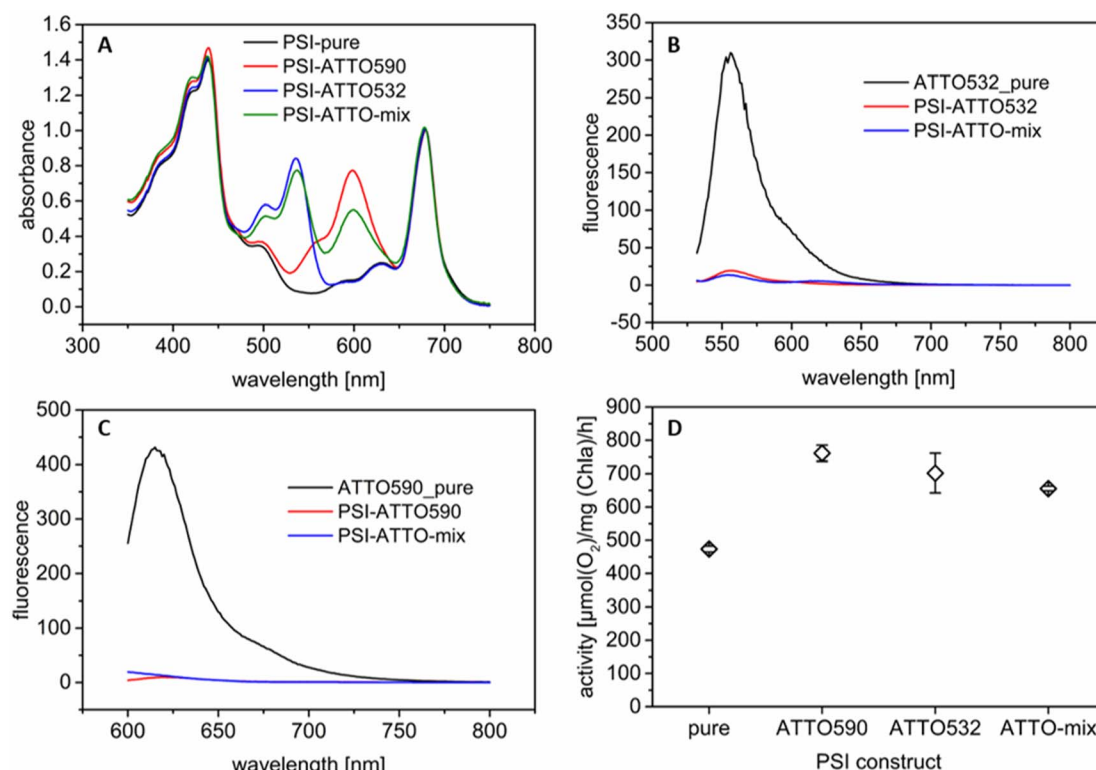 A
PSI-pure
PSI-ATTO590
PSI-ATTO532
PSI-ATTO-mix
absorbance
1.6
1.4
1.2
1.0
0.8
0.6
0.4
0.2
0.0
300 400 500 600 700 800
wavelength [nm]
B
ATTO532_pure
PSI-ATTO532
PSI-ATTO-mix
fluorescence
350
300
250
200
150
100
50
0
-50
500 550 600 650 700 750 800
wavelength [nm]
C
ATTO590_pure
PSI-ATTO590
PSI-ATTO-mix
fluorescence
500
400
300
200
100
0
600 650 700 750 800
wavelength [nm]
D
activity [µmol(O₂)/mg (Chla)/h]
900
800
700
600
500
400
300
200
100
0
pure ATTO590 ATTO532 ATTO-mix
PSI construct